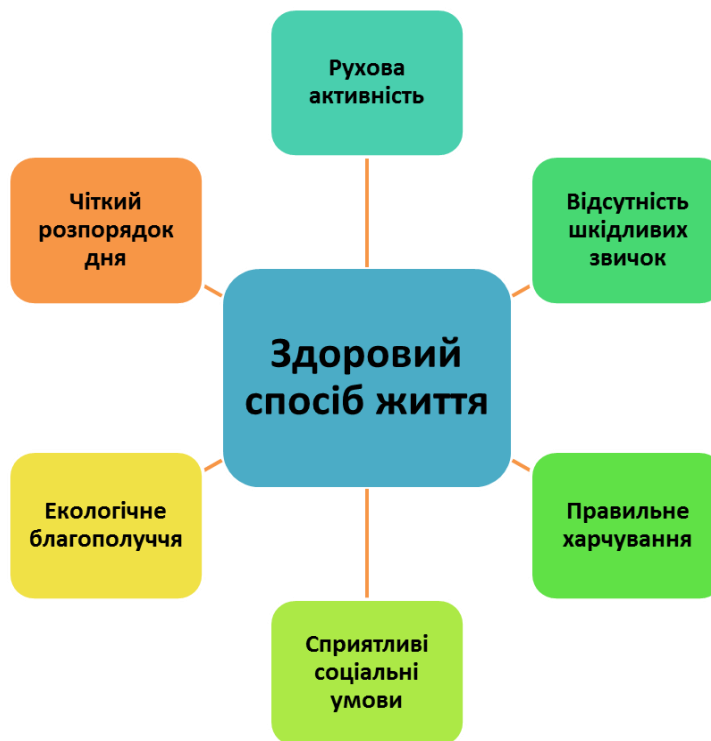 Рухова
активність
Чіткий
розпорядок
дня
Відсутність
шкідливих
звичок
Здоровий
спосіб життя
Екологічне
благополуччя
Правильне
харчування
Сприятливі
соціальні
умови